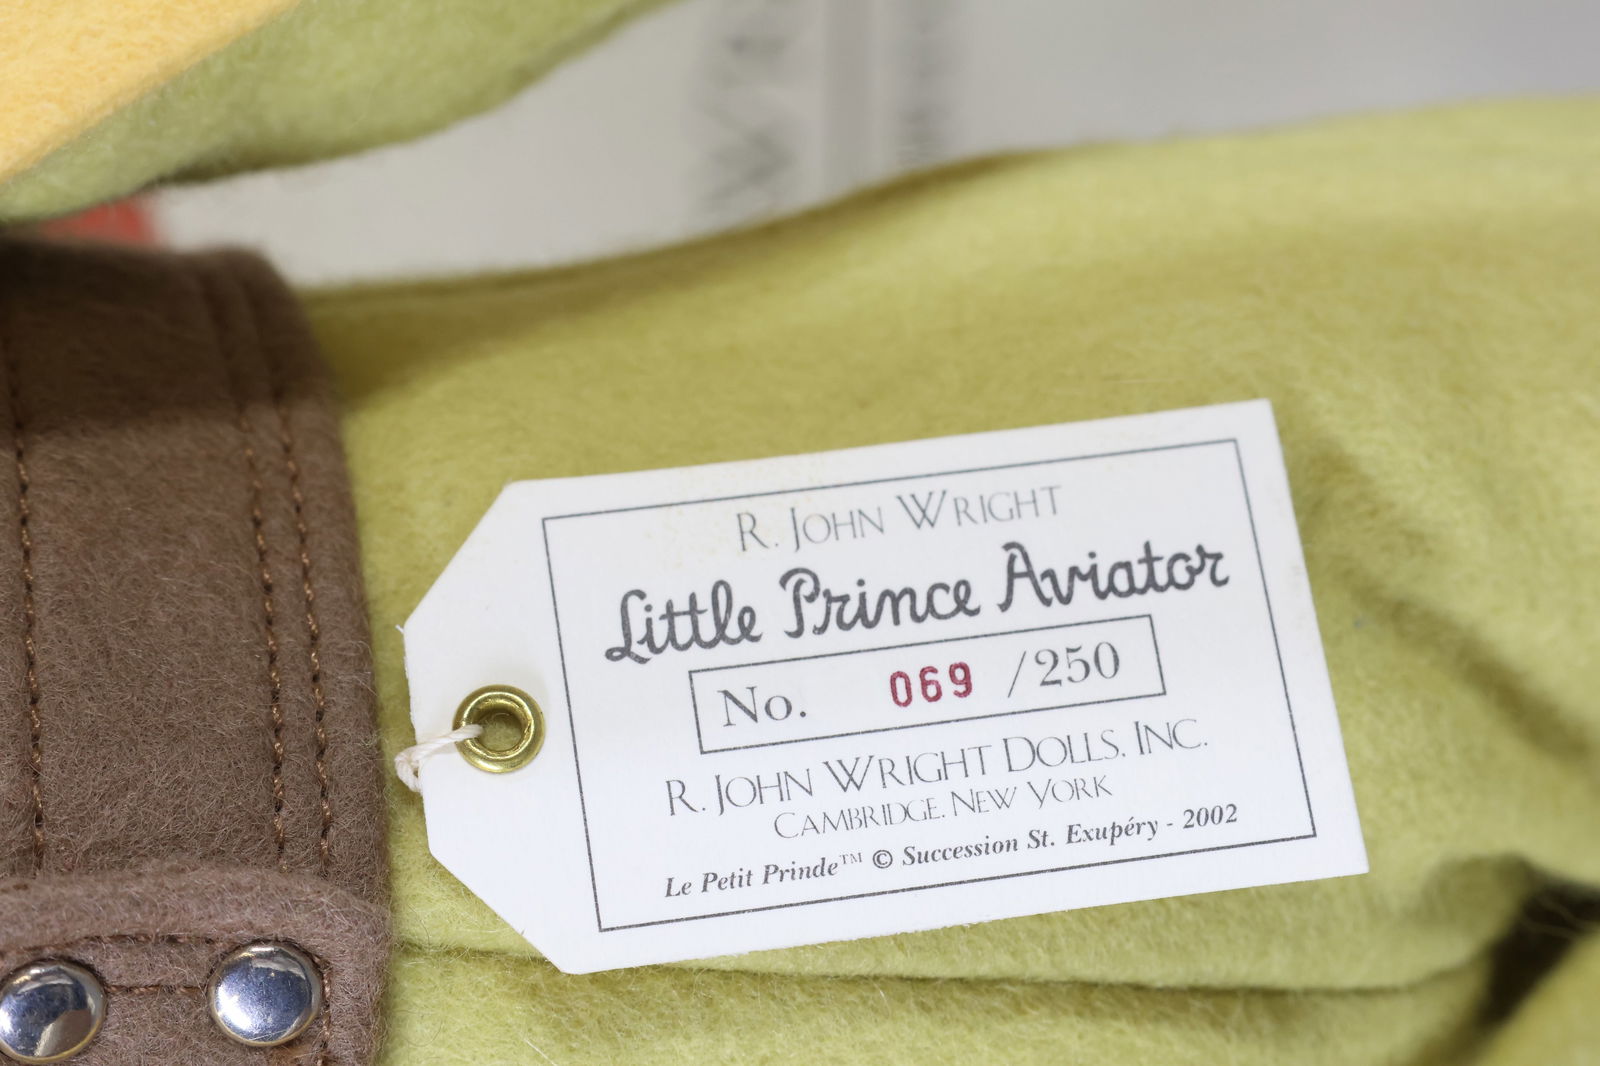 R. JOHN WRIGHT
Little Prince Aviator
No. 069 /250
R. JOHN WRIGHT DOLLS, INC.
CAMBRIDGE, NEW YORK
Le Petit Prinde™ © Succession St. Exupéry - 2002